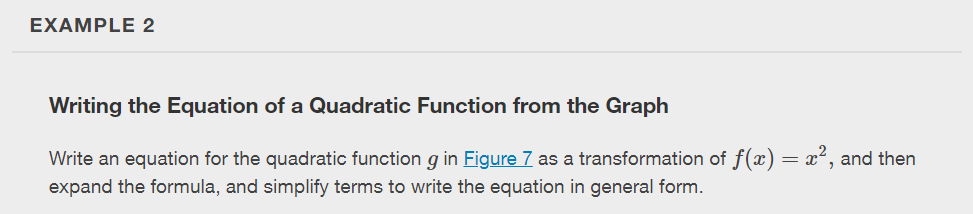 EXAMPLE 2
Writing the Equation of a Quadratic Function from the Graph
Write an equation for the quadratic function g in Figure 7 as a transformation of f(x) = x², and then
expand the formula, and simplify terms to write the equation in general form.